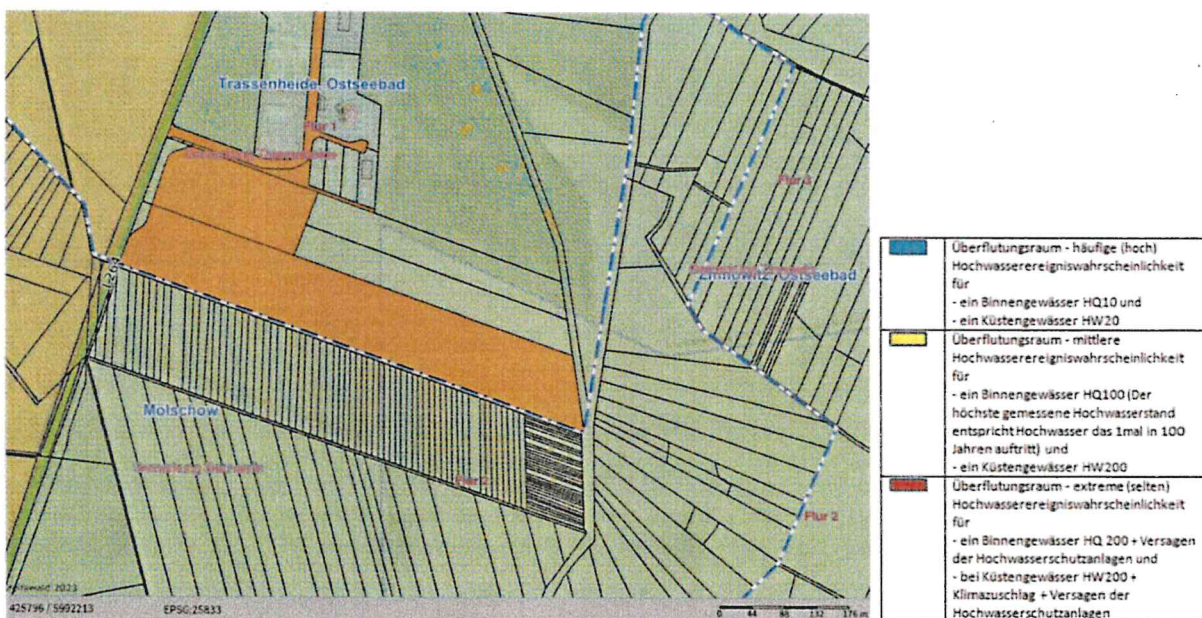 Trassenheide, Ostseebad
Flur 1
Flur 3
Zinnowitz, Ostseebad
Mölschow
Flur 2
Flur 2
2023
425796 / 5992213
EPSG:25833
0 44 88 132 176 m
Überflutungsraum - häufige (hoch)
Hochwasserereigniswahrscheinlichkeit
für
- ein Binnengewässer HQ10 und
- ein Küstengewässer HW20
Überflutungsraum - mittlere
Hochwasserereigniswahrscheinlichkeit
für
- ein Binnengewässer HQ100 (Der
höchste gemessene Hochwasserstand
entspricht Hochwasser das 1mal in 100
Jahren auftritt) und
- ein Küstengewässer HW200
Überflutungsraum - extreme (selten)
Hochwasserereigniswahrscheinlichkeit
für
- ein Binnengewässer HQ 200 + Versagen
der Hochwasserschutzanlagen und
- bei Küstengewässer HW200 +
Klimazuschlag + Versagen der
Hochwasserschutzanlagen